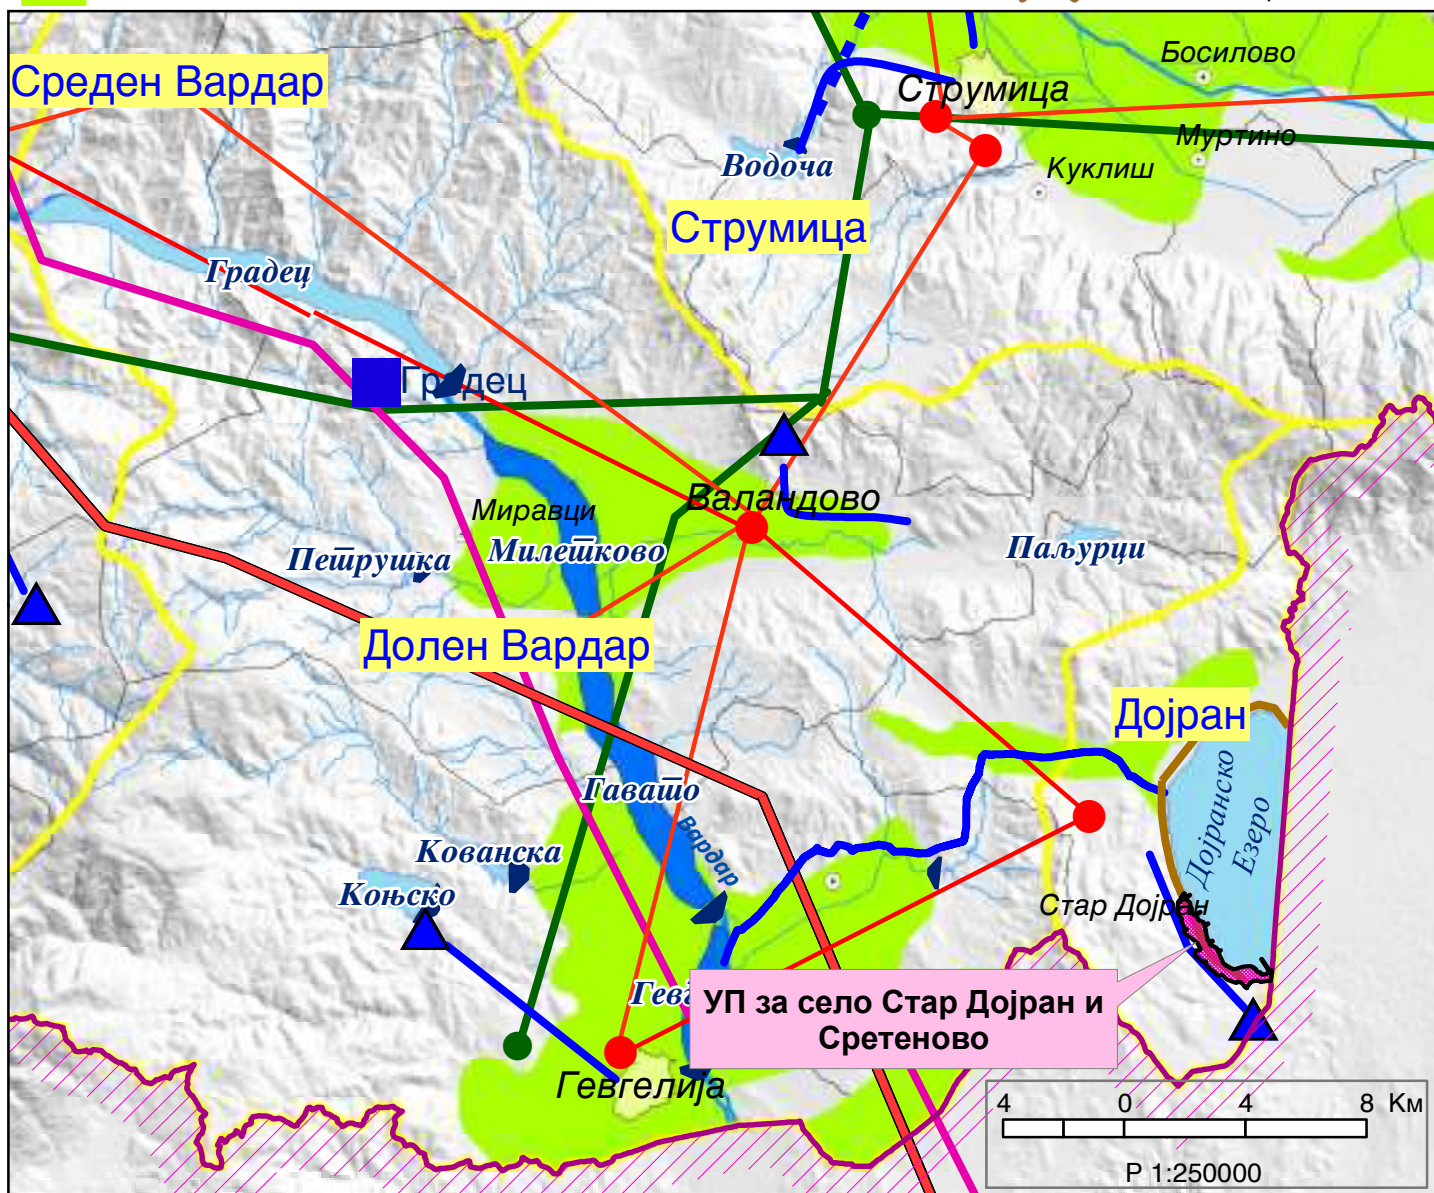 Среден Вардар
Босилово
Струмица
Муртино
Водоча
Куклиш
Струмица
Градец
Градец
Валандово
Миравци
Милешково
Паљурци
Петрушка
Долен Вардар
Дојран
Дојранско
Езеро
Гавато
Вардар
Кованска
Коњско
Стар Дојран
УП за село Стар Дојран и
Сретеново
Гевгелија
4 0 4 8 Км
Р 1:250000